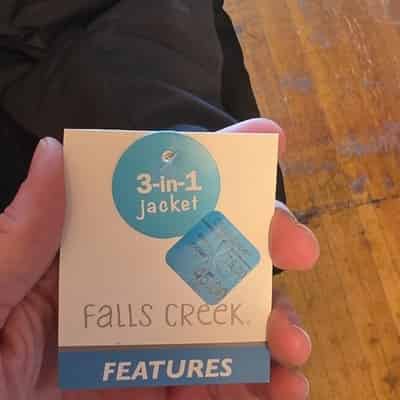 3-in-1
jacket
FALLS CREEK
FEATURES